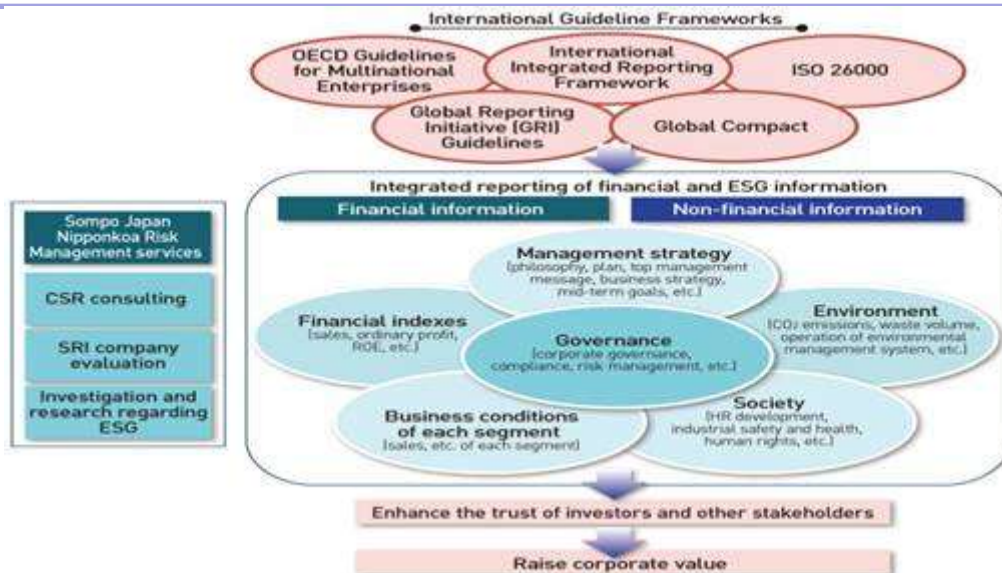 International Guideline Frameworks
OECD Guidelines
for Multinational
Enterprises
International
Integrated Reporting
Framework
ISO 26000
Global Reporting
Initiative (GRI)
Guidelines
Global Compact
Integrated reporting of financial and ESG information
Financial information
Non-financial information
Sompo Japan
Nipponkoa Risk
Management services
CSR consulting
SRI company
evaluation
Investigation and
research regarding
ESG
Management strategy
(philosophy, plan, top management
message, business strategy,
mid-term goals, etc.)
Financial indexes
(sales, ordinary profit,
ROE, etc.)
Governance
(corporate governance,
compliance, risk management, etc.)
Environment
(CO2 emissions, waste volume,
operation of environmental
management system, etc.)
Business conditions
of each segment
(sales, etc. of each segment)
Society
(HR development,
industrial safety and health,
human rights, etc.)
Enhance the trust of investors and other stakeholders
Raise corporate value